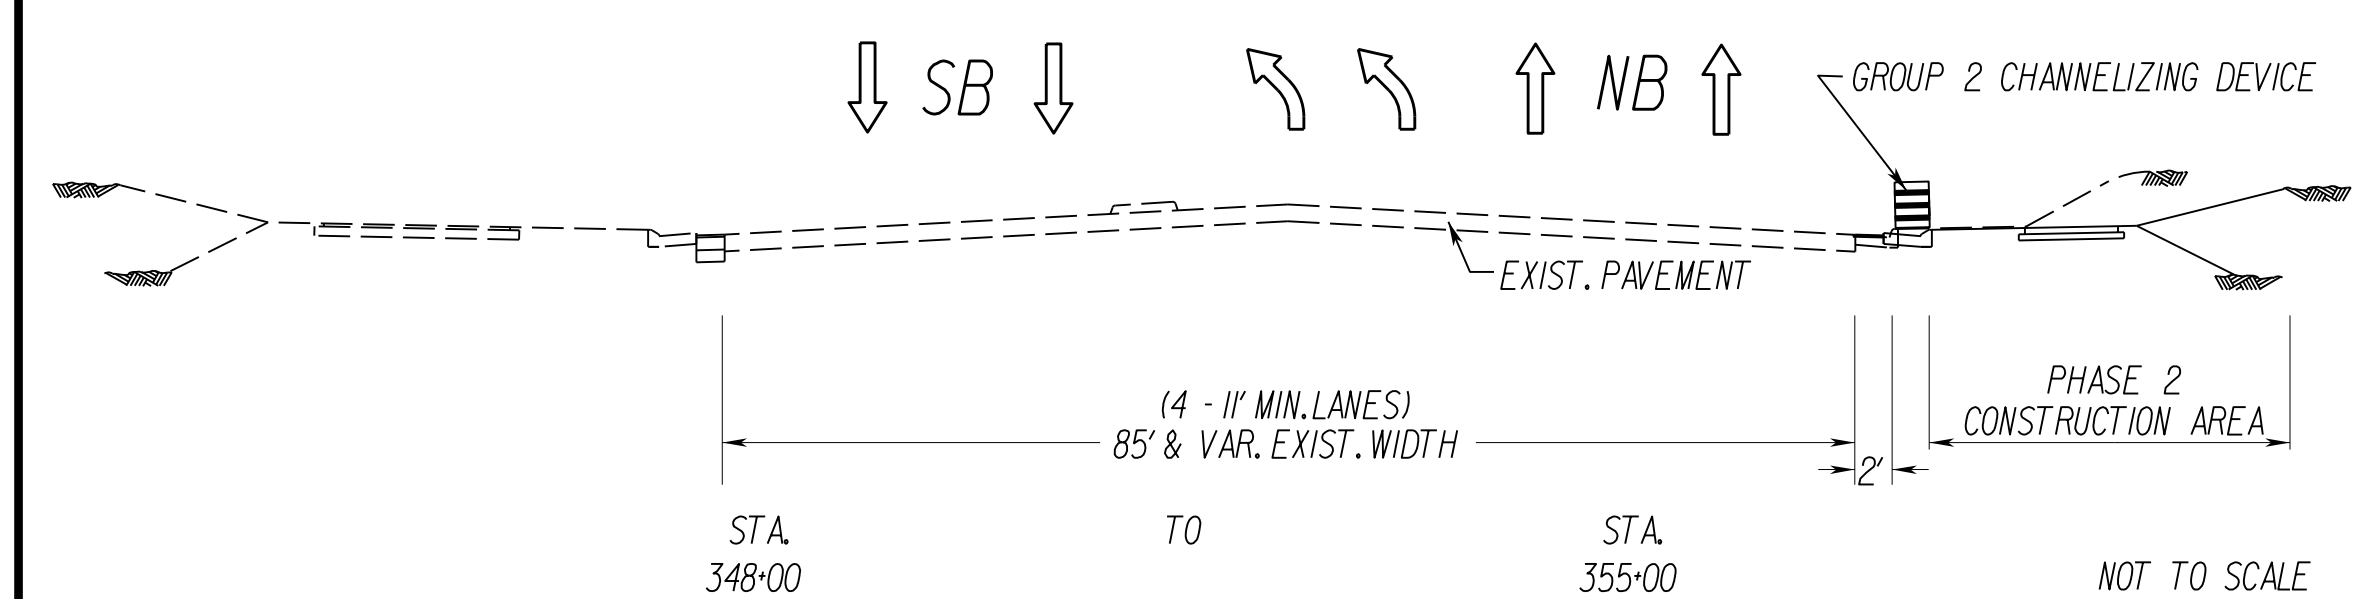 SB
NB
GROUP 2 CHANNELIZING DEVICE
EXIST. PAVEMENT
(4 - 11' MIN. LANES)
85' & VAR. EXIST. WIDTH
2'
PHASE 2
CONSTRUCTION AREA
STA. TO STA.
348+00 355+00
NOT TO SCALE